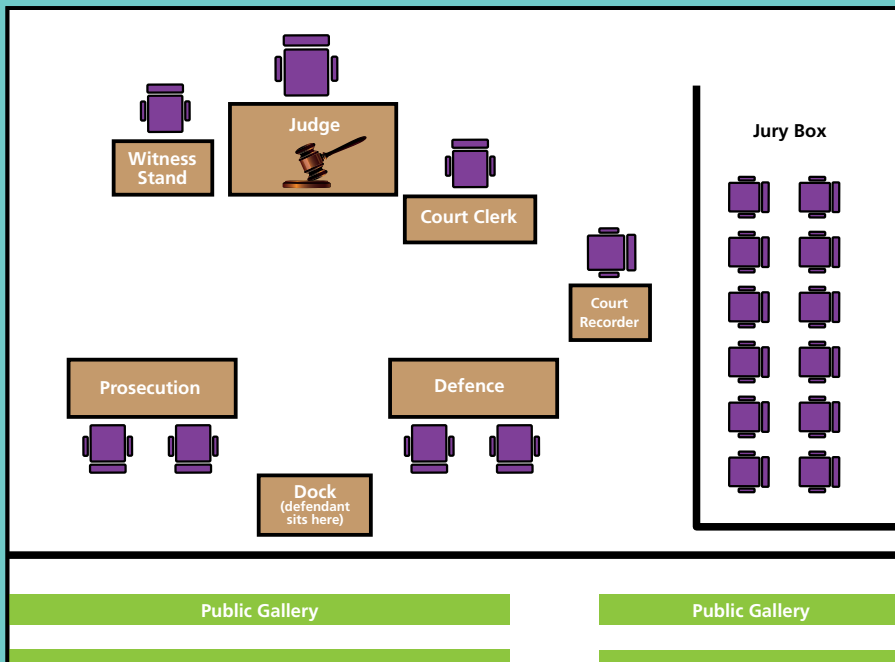 Judge
Jury Box
Witness
Stand
Court Clerk
Court
Recorder
Prosecution
Defence
Dock
(defendant
sits here)
Public Gallery
Public Gallery